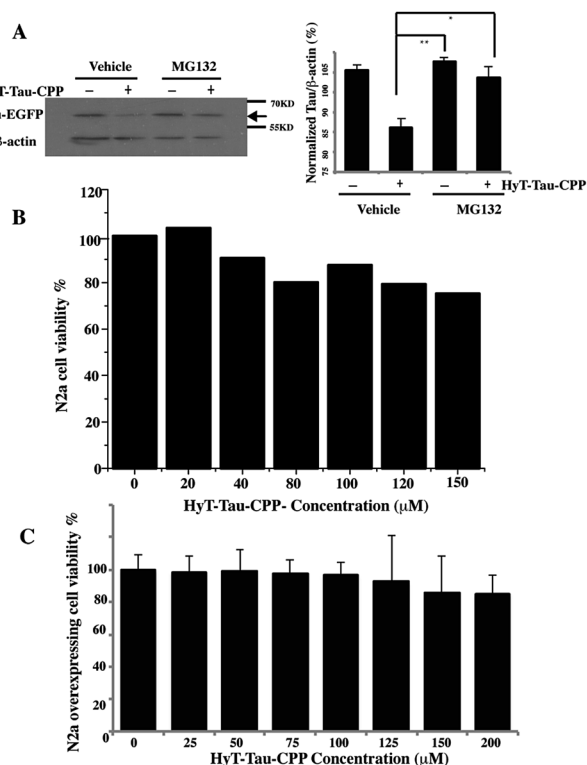 A
Vehicle MG132
T-Tau-CPP – + – +
-EGFP
-actin
70KD
55KD
Normalized Tau/β-actin (%)
105
100
95
90
85
80
75
* **
– + – + HyT-Tau-CPP
Vehicle MG132
B
N2a cell viability %
120
100
80
60
40
20
0
0 20 40 80 100 120 150
HyT-Tau-CPP- Concentration (μM)
C
N2a overexpressing cell viability %
100
80
0
60
40
20
0
0 25 50 75 100 125 150 200
HyT-Tau-CPP Concentration (μM)